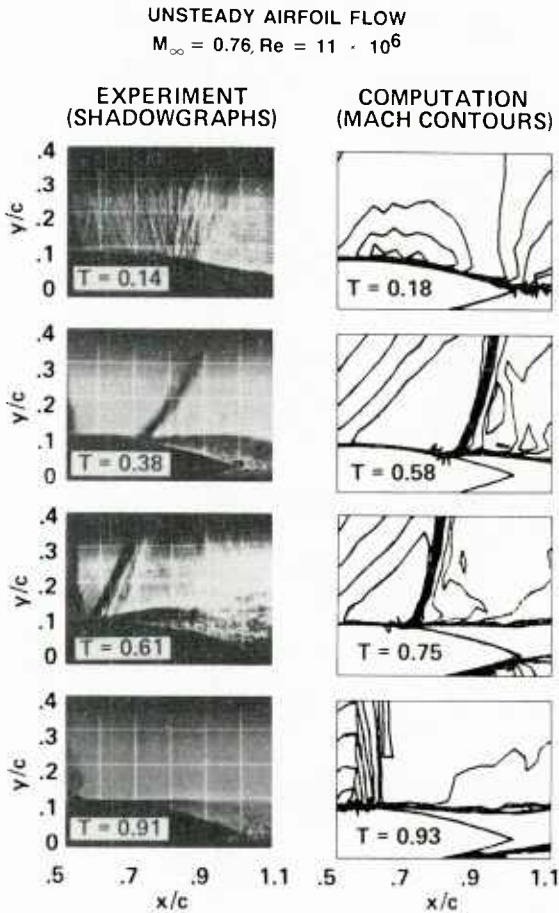 UNSTEADY AIRFOIL FLOW
M∞ = 0.76, Re = 11 · 10⁶
EXPERIMENT
(SHADOWGRAPHS)
COMPUTATION
(MACH CONTOURS)
.4
.3
.2
.1
0
y/c
T = 0.14
T = 0.18
.4
.3
.2
.1
0
y/c
T = 0.38
T = 0.58
.4
.3
.2
.1
0
y/c
T = 0.61
T = 0.75
.4
.3
.2
.1
0
y/c
T = 0.91
T = 0.93
.5 .7 .9 1.1
x/c
.5 .7 .9 1.1
x/c